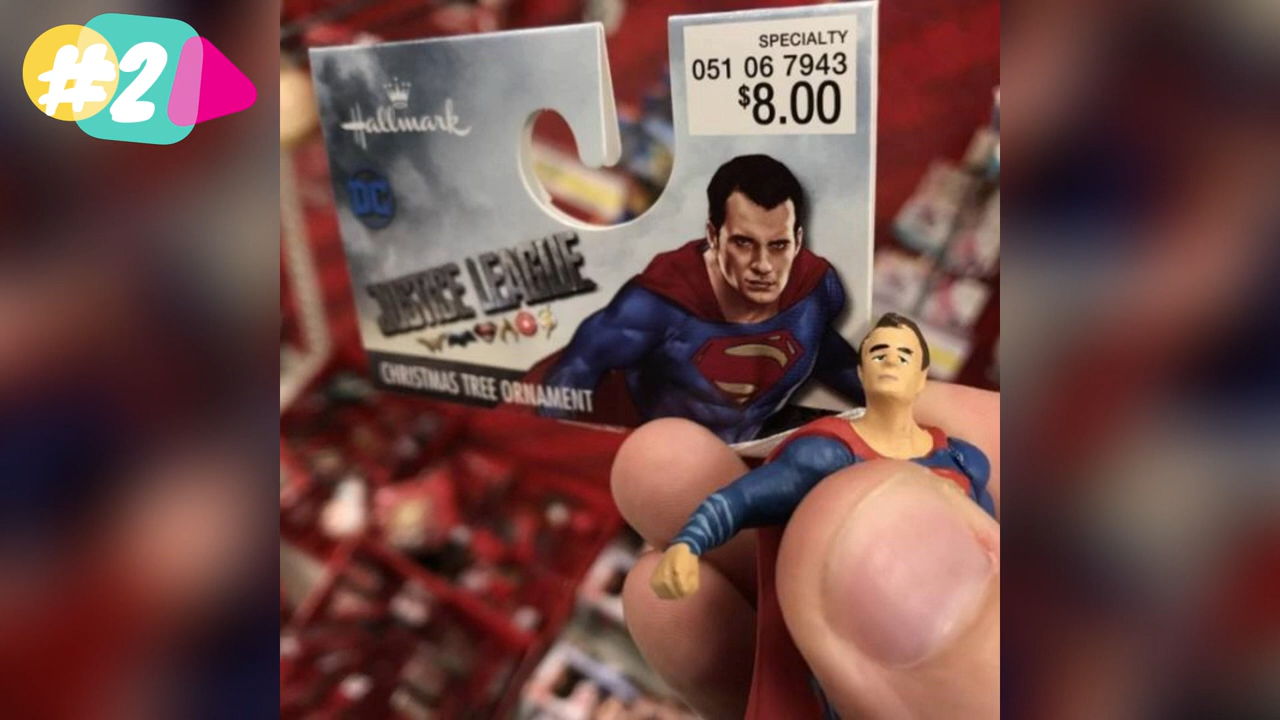 #2
Hallmark
DC
JUSTICE LEAGUE
CHRISTMAS TREE ORNAMENT
SPECIALTY
051 06 7943
$8.00